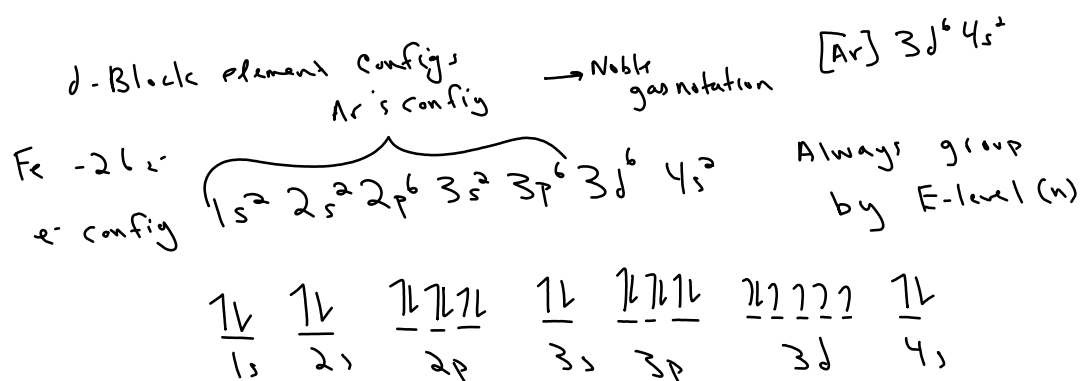 d-Block element configs → Noble gas notation [Ar] 3d⁶ 4s²
Ar's config
Fe - 26 e⁻
1s² 2s² 2p⁶ 3s² 3p⁶ 3d⁶ 4s²
e⁻ config
Always group
by E-level (n)
1s 2s 2p 3s 3p 3d 4s